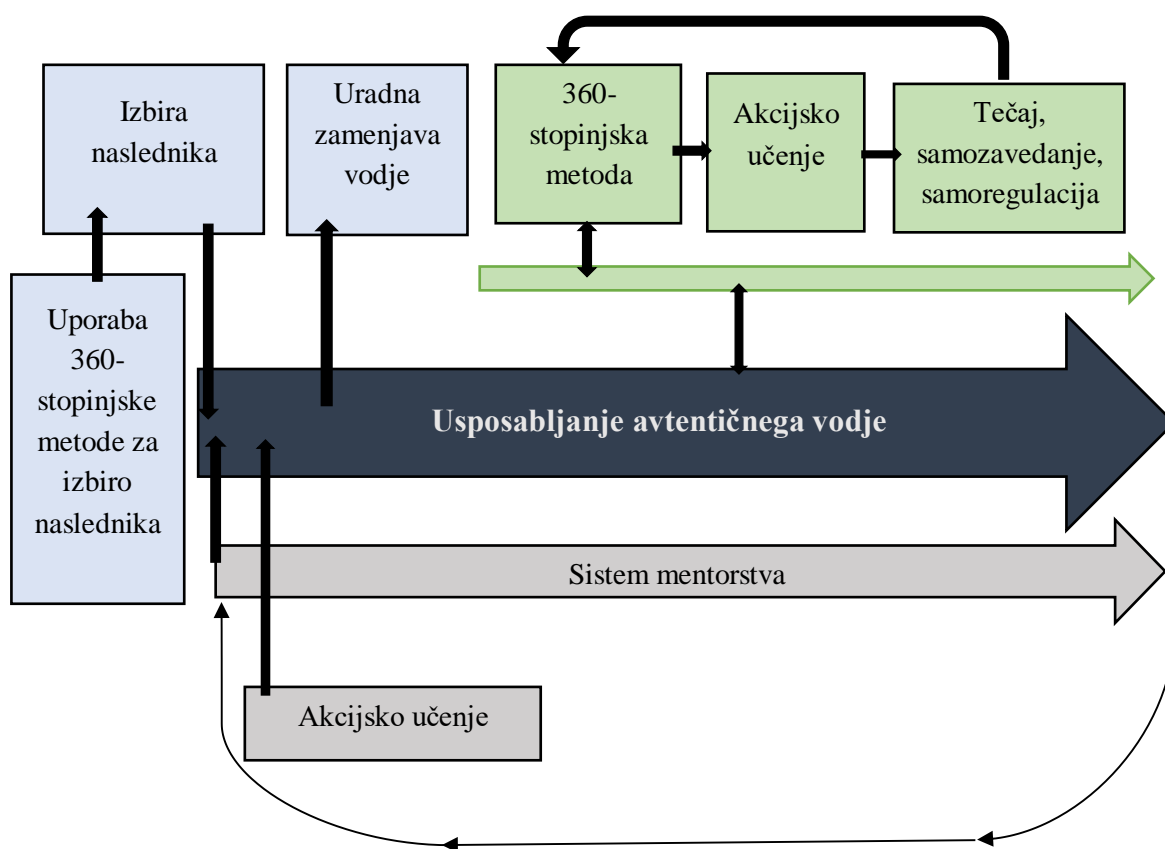 Izbira
naslednika
Uradna
zamenjava
vodje
360-
stopinjska
metoda
Akcijsko
učenje
Tečaj,
samozavedanje,
samoregulacija
Uporaba
360-
stopinjske
metode za
izbiro
naslednika
Usposabljanje avtentičnega vodje
Sistem mentorstva
Akcijsko učenje